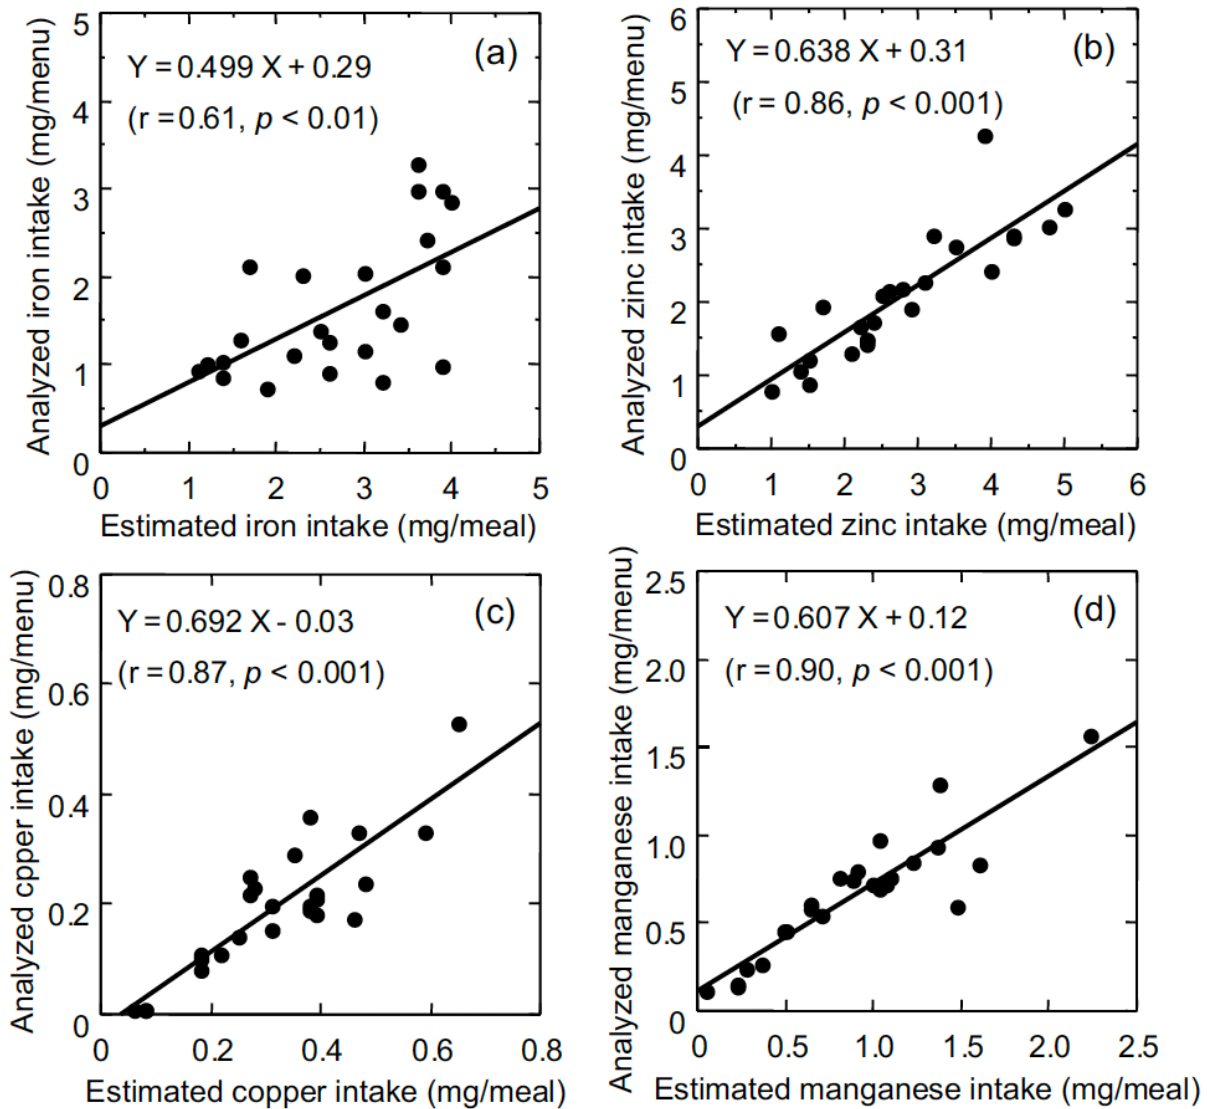 (a)
Y = 0.499 X + 0.29
(r = 0.61, p < 0.01)
Analyzed iron intake (mg/menu)
5
4
3
2
1
0
0 1 2 3 4 5
Estimated iron intake (mg/meal)
(b)
Y = 0.638 X + 0.31
(r = 0.86, p < 0.001)
Analyzed zinc intake (mg/menu)
6
5
4
3
2
1
0
0 1 2 3 4 5 6
Estimated zinc intake (mg/meal)
(c)
Y = 0.692 X - 0.03
(r = 0.87, p < 0.001)
Analyzed cpper intake (mg/menu)
0.8
0.6
0.4
0.2
0
0 0.2 0.4 0.6 0.8
Estimated copper intake (mg/meal)
(d)
Y = 0.607 X + 0.12
(r = 0.90, p < 0.001)
Analyzed manganese intake (mg/menu)
2.5
2.0
1.5
1.0
0.5
0
0 0.5 1.0 1.5 2.0 2.5
Estimated manganese intake (mg/meal)